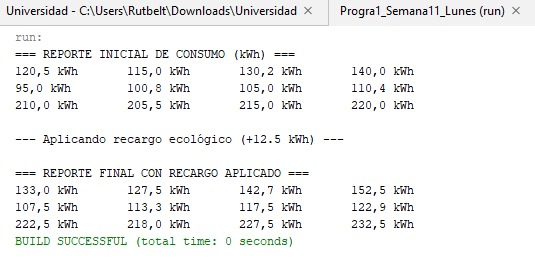 Universidad - C:\Users\Rutbelt\Downloads\Universidad × Progra1_Semana11_Lunes (run) ×
run:
=== REPORTE INICIAL DE CONSUMO (kWh) ===
120,5 kWh 115,0 kWh 130,2 kWh 140,0 kWh
95,0 kWh 100,8 kWh 105,0 kWh 110,4 kWh
210,0 kWh 205,5 kWh 215,0 kWh 220,0 kWh
--- Aplicando recargo ecológico (+12.5 kWh) ---
=== REPORTE FINAL CON RECARGO APLICADO ===
133,0 kWh 127,5 kWh 142,7 kWh 152,5 kWh
107,5 kWh 113,3 kWh 117,5 kWh 122,9 kWh
222,5 kWh 218,0 kWh 227,5 kWh 232,5 kWh
BUILD SUCCESSFUL (total time: 0 seconds)